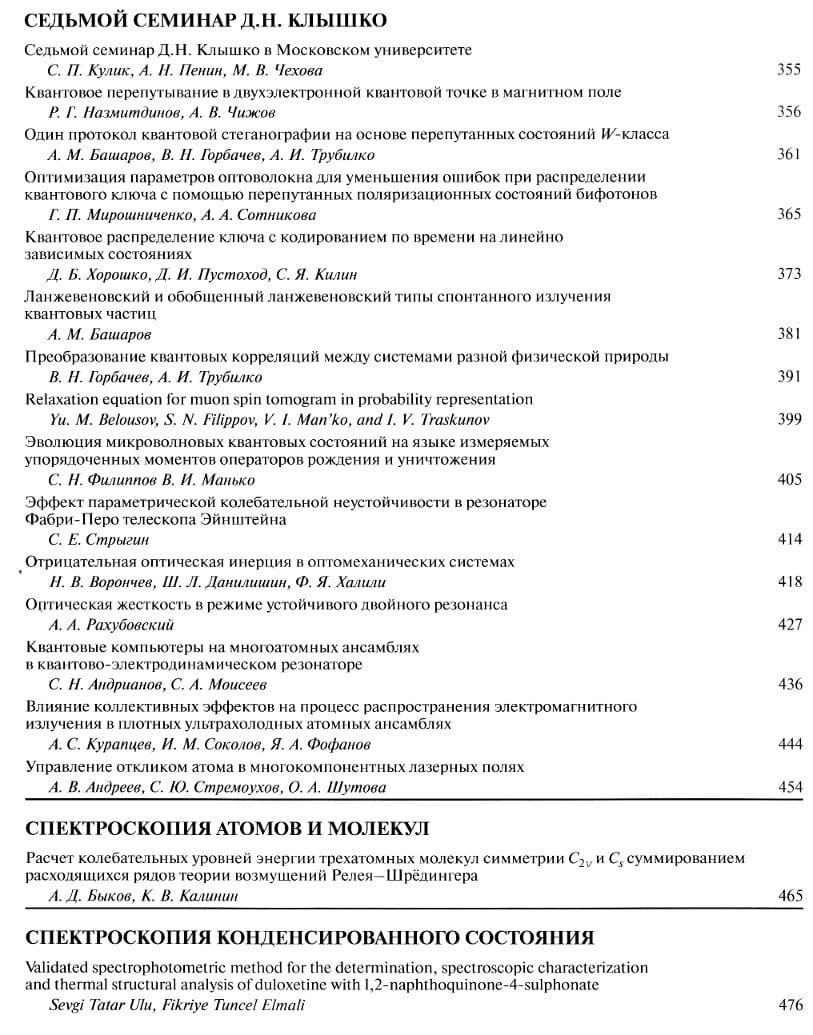 СЕДЬМОЙ СЕМИНАР Д.Н. КЛЫШКО
Седьмой семинар Д.Н. Клышко в Московском университете
С. П. Кулик, А. Н. Пенин, М. В. Чехова 355
Квантовое перепутывание в двухэлектронной квантовой точке в магнитном поле
Р. Г. Назмитдинов, А. В. Чижов 356
Один протокол квантовой стеганографии на основе перепутанных состояний W-класса
А. М. Башаров, В. Н. Горбачев, А. И. Трубилко 361
Оптимизация параметров оптоволокна для уменьшения ошибок при распределении
квантового ключа с помощью перепутанных поляризационных состояний бифотонов
Г. П. Мирошниченко, А. А. Сотникова 365
Квантовое распределение ключа с кодированием по времени на линейно
зависимых состояниях
Д. Б. Хорошко, Д. И. Пустоход, С. Я. Килин 373
Ланжевеновский и обобщенный ланжевеновский типы спонтанного излучения
квантовых частиц
А. М. Башаров 381
Преобразование квантовых корреляций между системами разной физической природы
В. Н. Горбачев, А. И. Трубилко 391
Relaxation equation for muon spin tomogram in probability representation
Yu. M. Belousov, S. N. Filippov, V. I. Man'ko, and I. V. Traskunov 399
Эволюция микроволновых квантовых состояний на языке измеряемых
упорядоченных моментов операторов рождения и уничтожения
С. Н. Филиппов В. И. Манько 405
Эффект параметрической колебательной неустойчивости в резонаторе
Фабри-Перо телескопа Эйнштейна
С. Е. Стрыгин 414
Отрицательная оптическая инерция в оптомеханических системах
Н. В. Ворончев, Ш. Л. Данилишин, Ф. Я. Халили 418
Оптическая жесткость в режиме устойчивого двойного резонанса
А. А. Рахубовский 427
Квантовые компьютеры на многоатомных ансамблях
в квантово-электродинамическом резонаторе
С. Н. Андрианов, С. А. Моисеев 436
Влияние коллективных эффектов на процесс распространения электромагнитного
излучения в плотных ультрахолодных атомных ансамблях
А. С. Курапцев, И. М. Соколов, Я. А. Фофанов 444
Управление откликом атома в многокомпонентных лазерных полях
А. В. Андреев, С. Ю. Стремоухов, О. А. Шутова 454
СПЕКТРОСКОПИЯ АТОМОВ И МОЛЕКУЛ
Расчет колебательных уровней энергии трехатомных молекул симметрии C2v и Cs суммированием
расходящихся рядов теории возмущений Релея—Шрёдингера
А. Д. Быков, К. В. Калинин 465
СПЕКТРОСКОПИЯ КОНДЕНСИРОВАННОГО СОСТОЯНИЯ
Validated spectrophotometric method for the determination, spectroscopic characterization
and thermal structural analysis of duloxetine with 1,2-naphthoquinone-4-sulphonate
Sevgi Tatar Ulu, Fikriye Tuncel Elmali 476